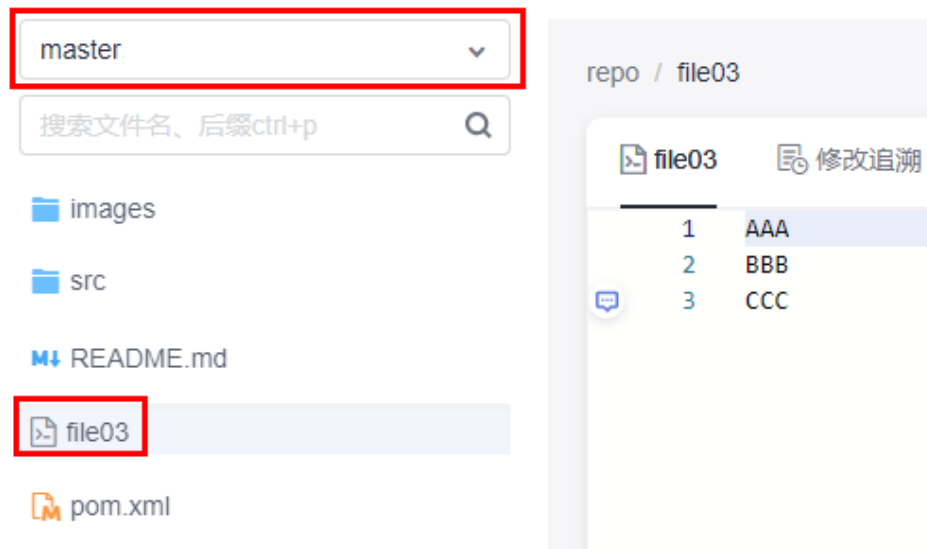 master
搜索文件名、后缀ctrl+p
images
src
M↓ README.md
file03
pom.xml
repo / file03
file03 修改追溯
1 AAA
2 BBB
3 CCC